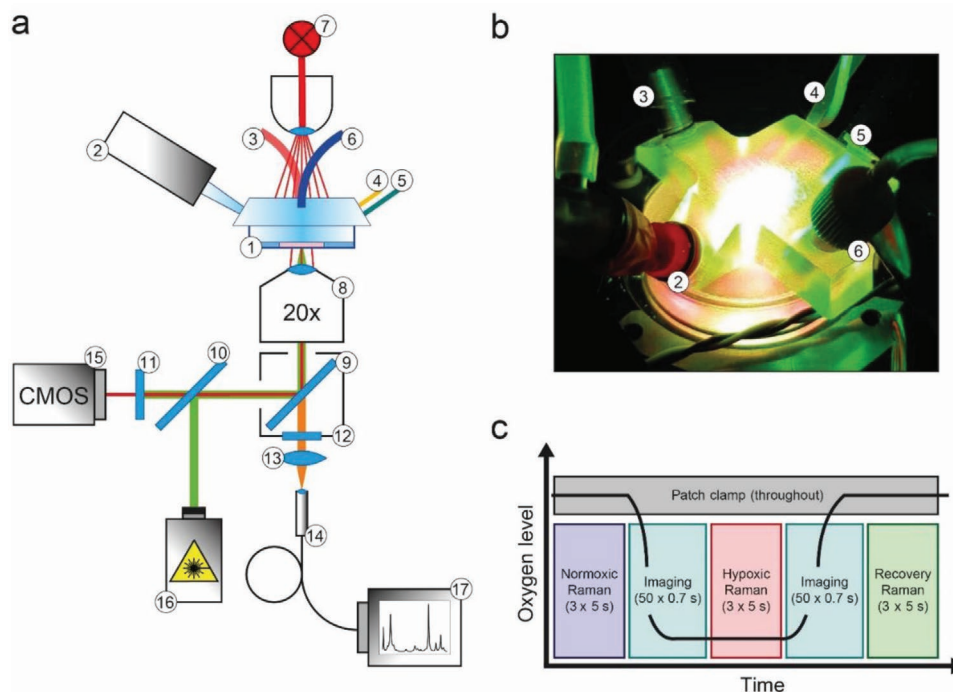 a
7
3
6
2
4
5
1
8
20x
9
10
11
15
CMOS
12
13
14
16
17
b
3
4
5
6
2
c
Oxygen level
Patch clamp (throughout)
Normoxic
Raman
(3 x 5 s)
Imaging
(50 x 0.7 s)
Hypoxic
Raman
(3 x 5 s)
Imaging
(50 x 0.7 s)
Recovery
Raman
(3 x 5 s)
Time